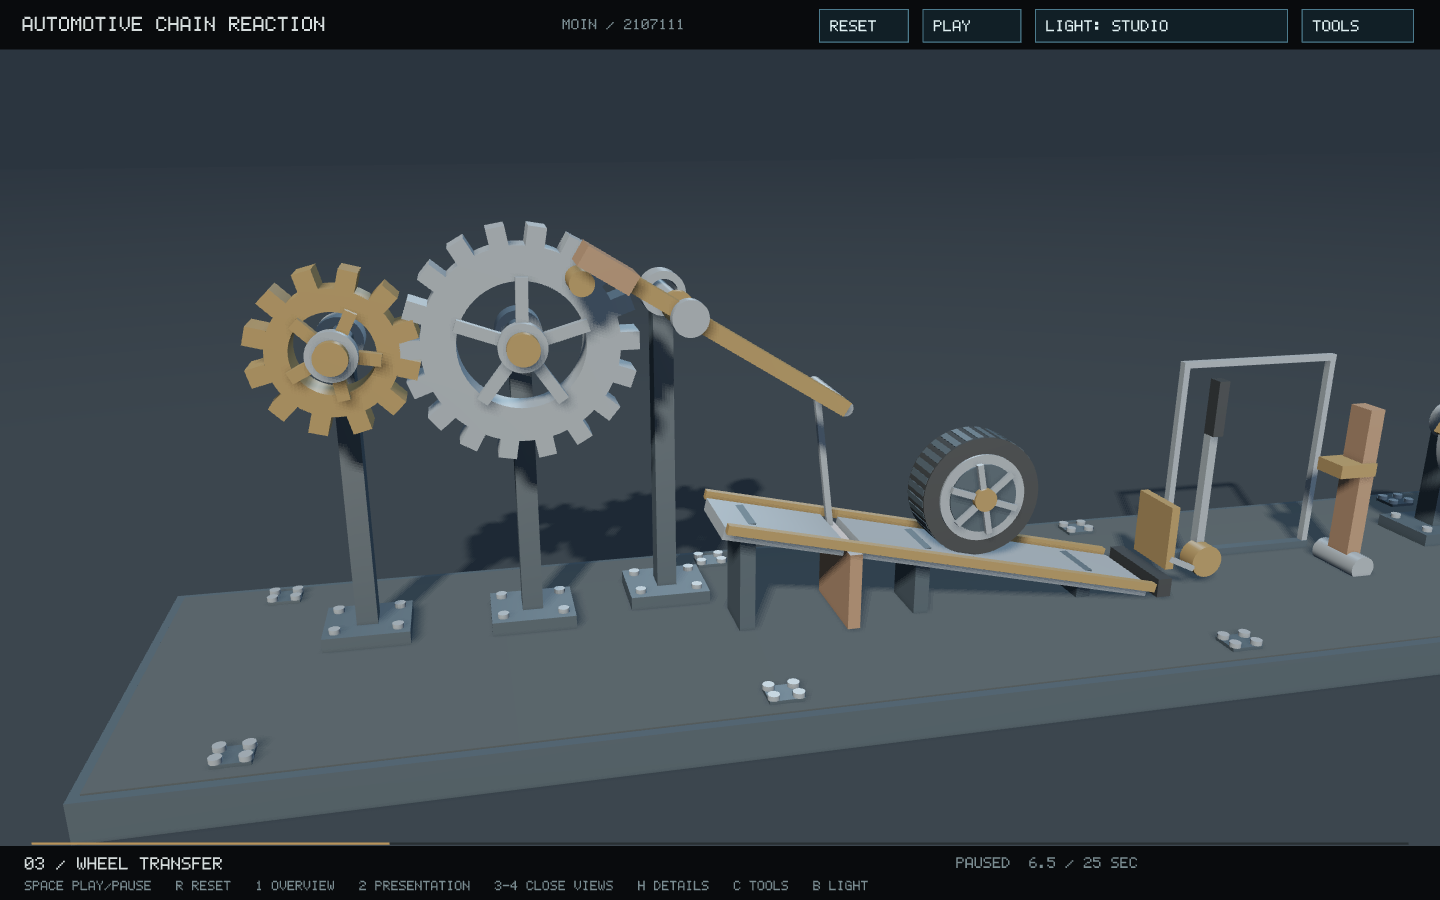 AUTOMOTIVE CHAIN REACTION
MOIN / 2107111
RESET
PLAY
LIGHT: STUDIO
TOOLS
03 / WHEEL TRANSFER
PAUSED 6.5 / 25 SEC
SPACE PLAY/PAUSE R RESET 1 OVERVIEW 2 PRESENTATION 3-4 CLOSE VIEWS H DETAILS C TOOLS B LIGHT